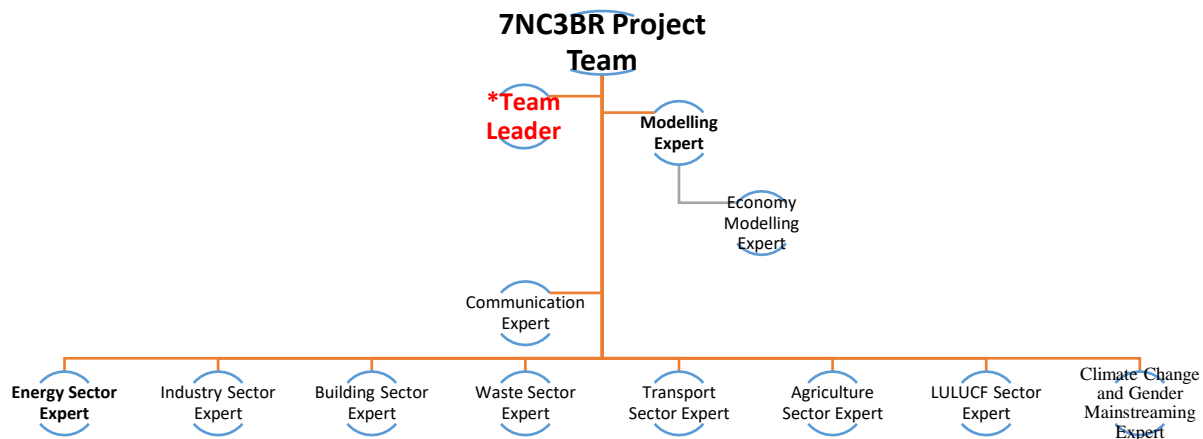 7NC3BR Project
Team
*Team
Leader
Modelling
Expert
Economy
Modelling
Expert
Communication
Expert
Energy Sector
Expert
Industry Sector
Expert
Building Sector
Expert
Waste Sector
Expert
Transport
Sector Expert
Agriculture
Sector Expert
LULUCF Sector
Expert
Climate Change
and Gender
Mainstreaming
Expert